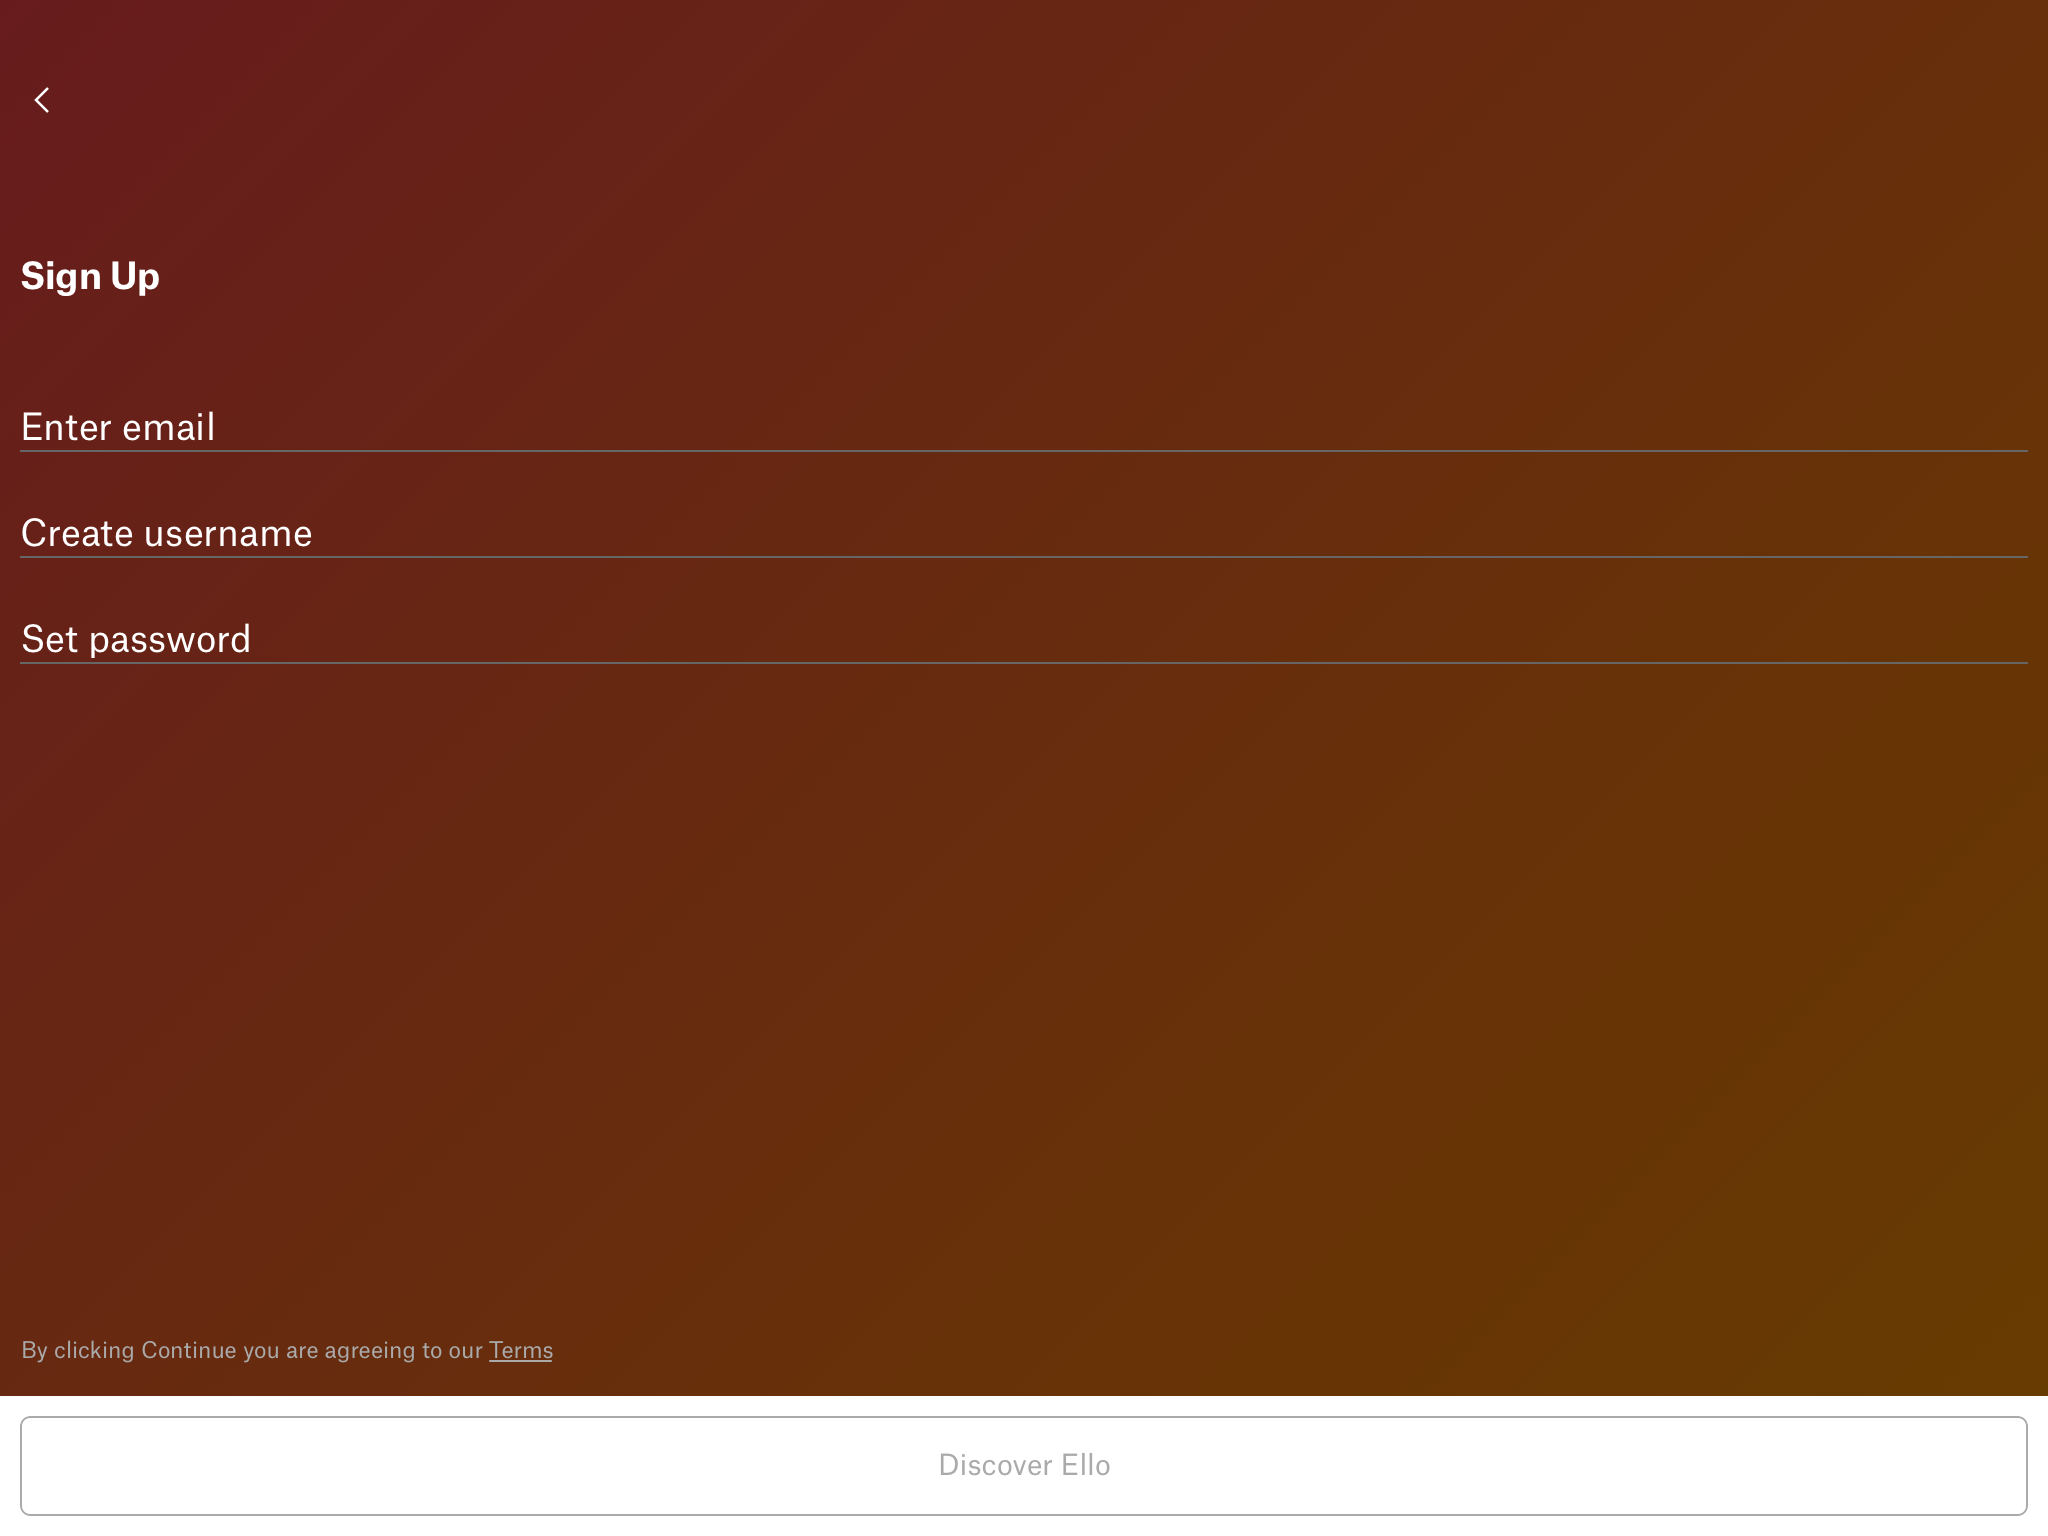 Sign Up
Enter email
Create username
Set password
By clicking Continue you are agreeing to our Terms
Discover Ello